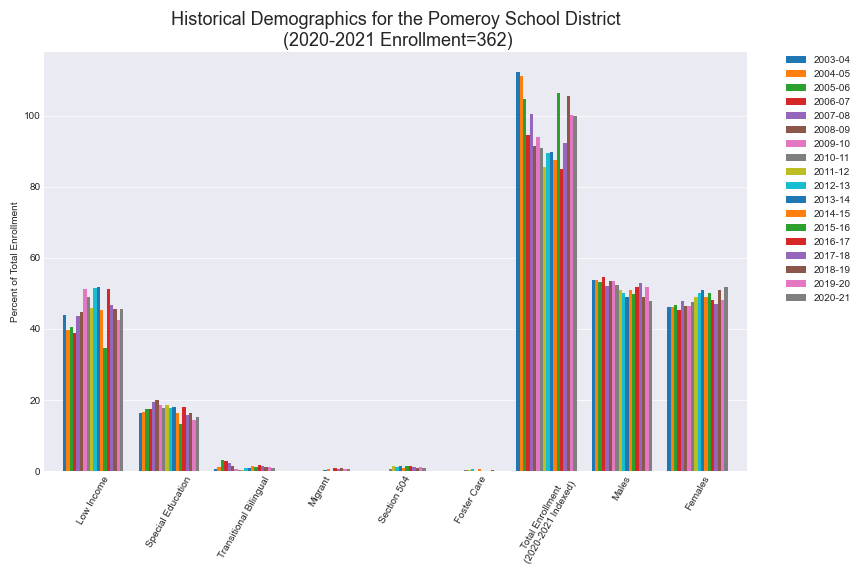 Historical Demographics for the Pomeroy School District
(2020-2021 Enrollment=362)
Percent of Total Enrollment
100
80
60
40
20
0
Low Income
Special Education
Transitional Bilingual
Migrant
Section 504
Foster Care
Total Enrollment
(2020-2021 Indexed)
Males
Females
2003-04
2004-05
2005-06
2006-07
2007-08
2008-09
2009-10
2010-11
2011-12
2012-13
2013-14
2014-15
2015-16
2016-17
2017-18
2018-19
2019-20
2020-21